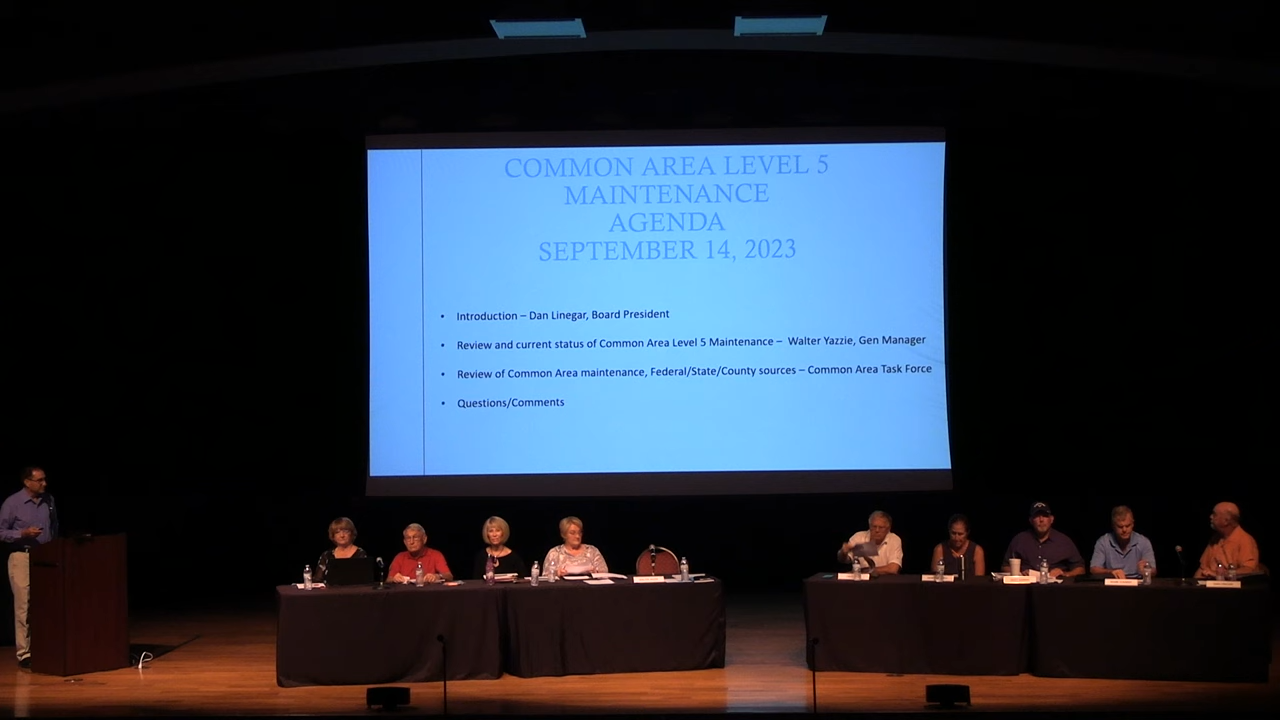 COMMON AREA LEVEL 5
MAINTENANCE
AGENDA
SEPTEMBER 14, 2023
• Introduction – Dan Linegar, Board President
• Review and current status of Common Area Level 5 Maintenance – Walter Yazzie, Gen Manager
• Review of Common Area maintenance, Federal/State/County sources – Common Area Task Force
• Questions/Comments